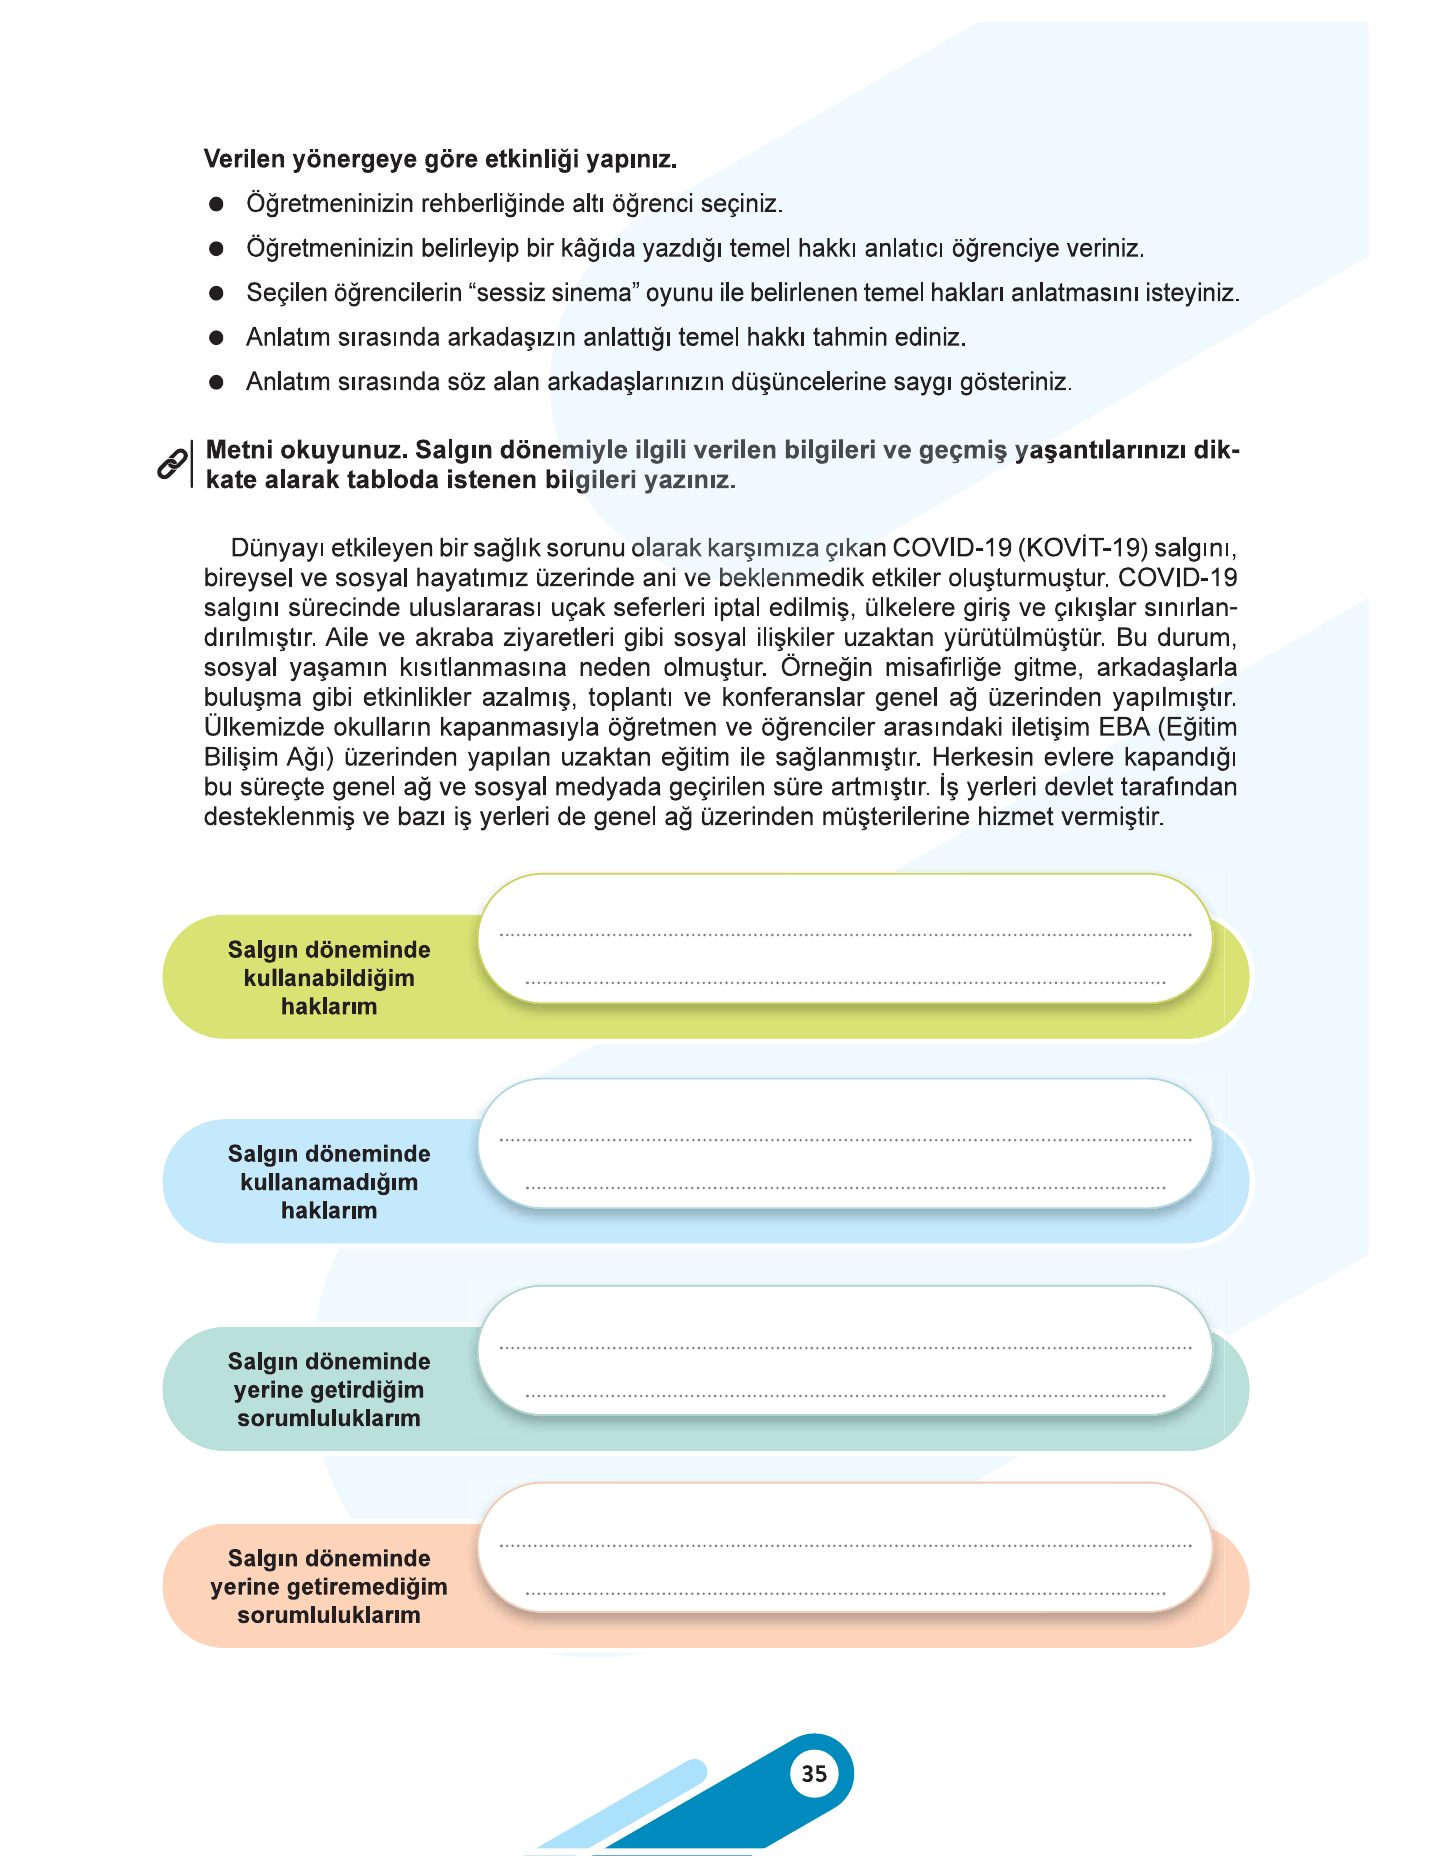 Verilen yönergeye göre etkinliği yapınız.
● Öğretmeninizin rehberliğinde altı öğrenci seçiniz.
● Öğretmeninizin belirleyip bir kâğıda yazdığı temel hakkı anlatıcı öğrenciye veriniz.
● Seçilen öğrencilerin “sessiz sinema” oyunu ile belirlenen temel hakları anlatmasını isteyiniz.
● Anlatım sırasında arkadaşızın anlattığı temel hakkı tahmin ediniz.
● Anlatım sırasında söz alan arkadaşlarınızın düşüncelerine saygı gösteriniz.
Metni okuyunuz. Salgın dönemiyle ilgili verilen bilgileri ve geçmiş yaşantılarınızı dik-
kate alarak tabloda istenen bilgileri yazınız.
Dünyayı etkileyen bir sağlık sorunu olarak karşımıza çıkan COVID-19 (KOVİT-19) salgını,
bireysel ve sosyal hayatımız üzerinde ani ve beklenmedik etkiler oluşturmuştur. COVID-19
salgını sürecinde uluslararası uçak seferleri iptal edilmiş, ülkelere giriş ve çıkışlar sınırlan-
dırılmıştır. Aile ve akraba ziyaretleri gibi sosyal ilişkiler uzaktan yürütülmüştür. Bu durum,
sosyal yaşamın kısıtlanmasına neden olmuştur. Örneğin misafirliğe gitme, arkadaşlarla
buluşma gibi etkinlikler azalmış, toplantı ve konferanslar genel ağ üzerinden yapılmıştır.
Ülkemizde okulların kapanmasıyla öğretmen ve öğrenciler arasındaki iletişim EBA (Eğitim
Bilişim Ağı) üzerinden yapılan uzaktan eğitim ile sağlanmıştır. Herkesin evlere kapandığı
bu süreçte genel ağ ve sosyal medyada geçirilen süre artmıştır. İş yerleri devlet tarafından
desteklenmiş ve bazı iş yerleri de genel ağ üzerinden müşterilerine hizmet vermiştir.
Salgın döneminde
kullanabildiğim
haklarım
Salgın döneminde
kullanamadığım
haklarım
Salgın döneminde
yerine getirdiğim
sorumluluklarım
Salgın döneminde
yerine getiremediğim
sorumluluklarım
35